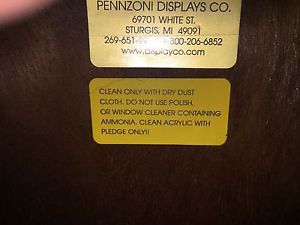 PENNZONI DISPLAYS CO.
69701 WHITE ST.
STURGIS, MI 49091
269-651-9 1-800-206-6852
www.displayco.com
CLEAN ONLY WITH DRY DUST
CLOTH. DO NOT USE POLISH,
OR WINDOW CLEANER CONTAINING
AMMONIA. CLEAN ACRYLIC WITH
PLEDGE ONLY!!